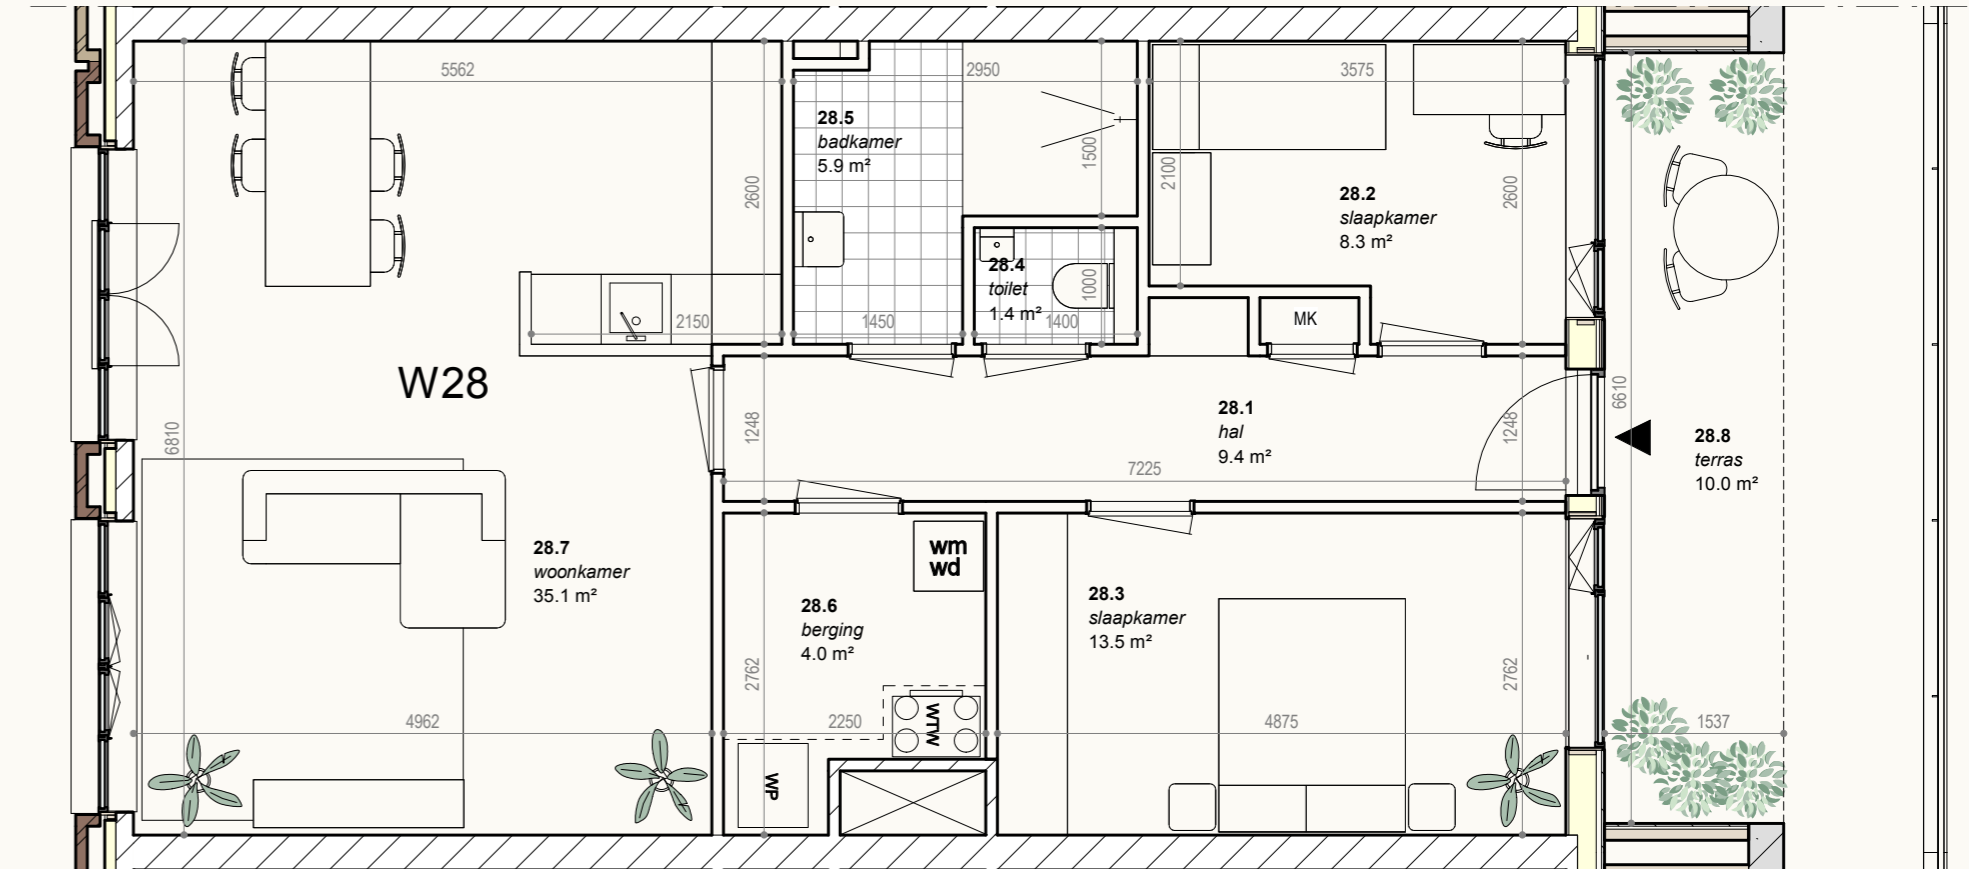 5562
2950
3575
28.5
badkamer
5.9 m²
1500
2100
2600
2600
28.2
slaapkamer
8.3 m²
28.4
toilet
1.4 m²
1000
2150
1450
1400
MK
W28
6810
1248
28.1
hal
9.4 m²
1248
7225
6610
28.8
terras
10.0 m²
28.7
woonkamer
35.1 m²
wm
wd
28.6
berging
4.0 m²
28.3
slaapkamer
13.5 m²
2762
2762
4962
2250
WTW
4875
1537
WP